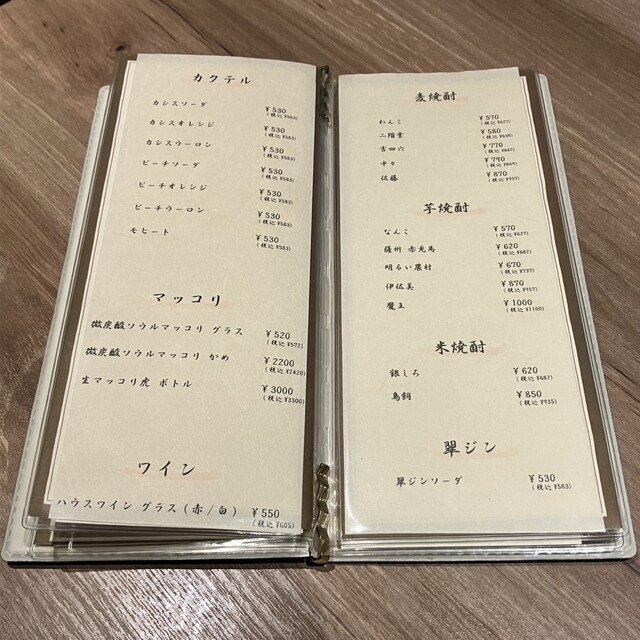 カクテル
カシスソーダ ¥530
(税込 ¥583)
カシスオレンジ ¥530
(税込 ¥583)
カシスウーロン ¥530
(税込 ¥583)
ピーチソーダ ¥530
(税込 ¥583)
ピーチオレンジ ¥530
(税込 ¥583)
ピーチウーロン ¥530
(税込 ¥583)
モヒート ¥530
(税込 ¥583)
マッコリ
微炭酸ソウルマッコリ グラス ¥520
(税込 ¥572)
微炭酸ソウルマッコリ かめ ¥2200
(税込 ¥2420)
生マッコリ虎 ボトル ¥3000
(税込 ¥3300)
ワイン
ハウスワイン グラス(赤/白) ¥550
(税込 ¥605)
麦焼酎
わんこ ¥570
(税込 ¥627)
二階堂 ¥580
(税込 ¥638)
吉四六 ¥770
(税込 ¥847)
中々 ¥790
(税込 ¥869)
佐藤 ¥870
(税込 ¥957)
芋焼酎
なんこ ¥570
(税込 ¥627)
薩州 赤兎馬 ¥620
(税込 ¥682)
明るい農村 ¥670
(税込 ¥737)
伊佐美 ¥870
(税込 ¥957)
魔王 ¥1000
(税込 ¥1100)
米焼酎
銀しろ ¥620
(税込 ¥682)
鳥飼 ¥850
(税込 ¥935)
翠ジン
翠ジンソーダ ¥530
(税込 ¥583)